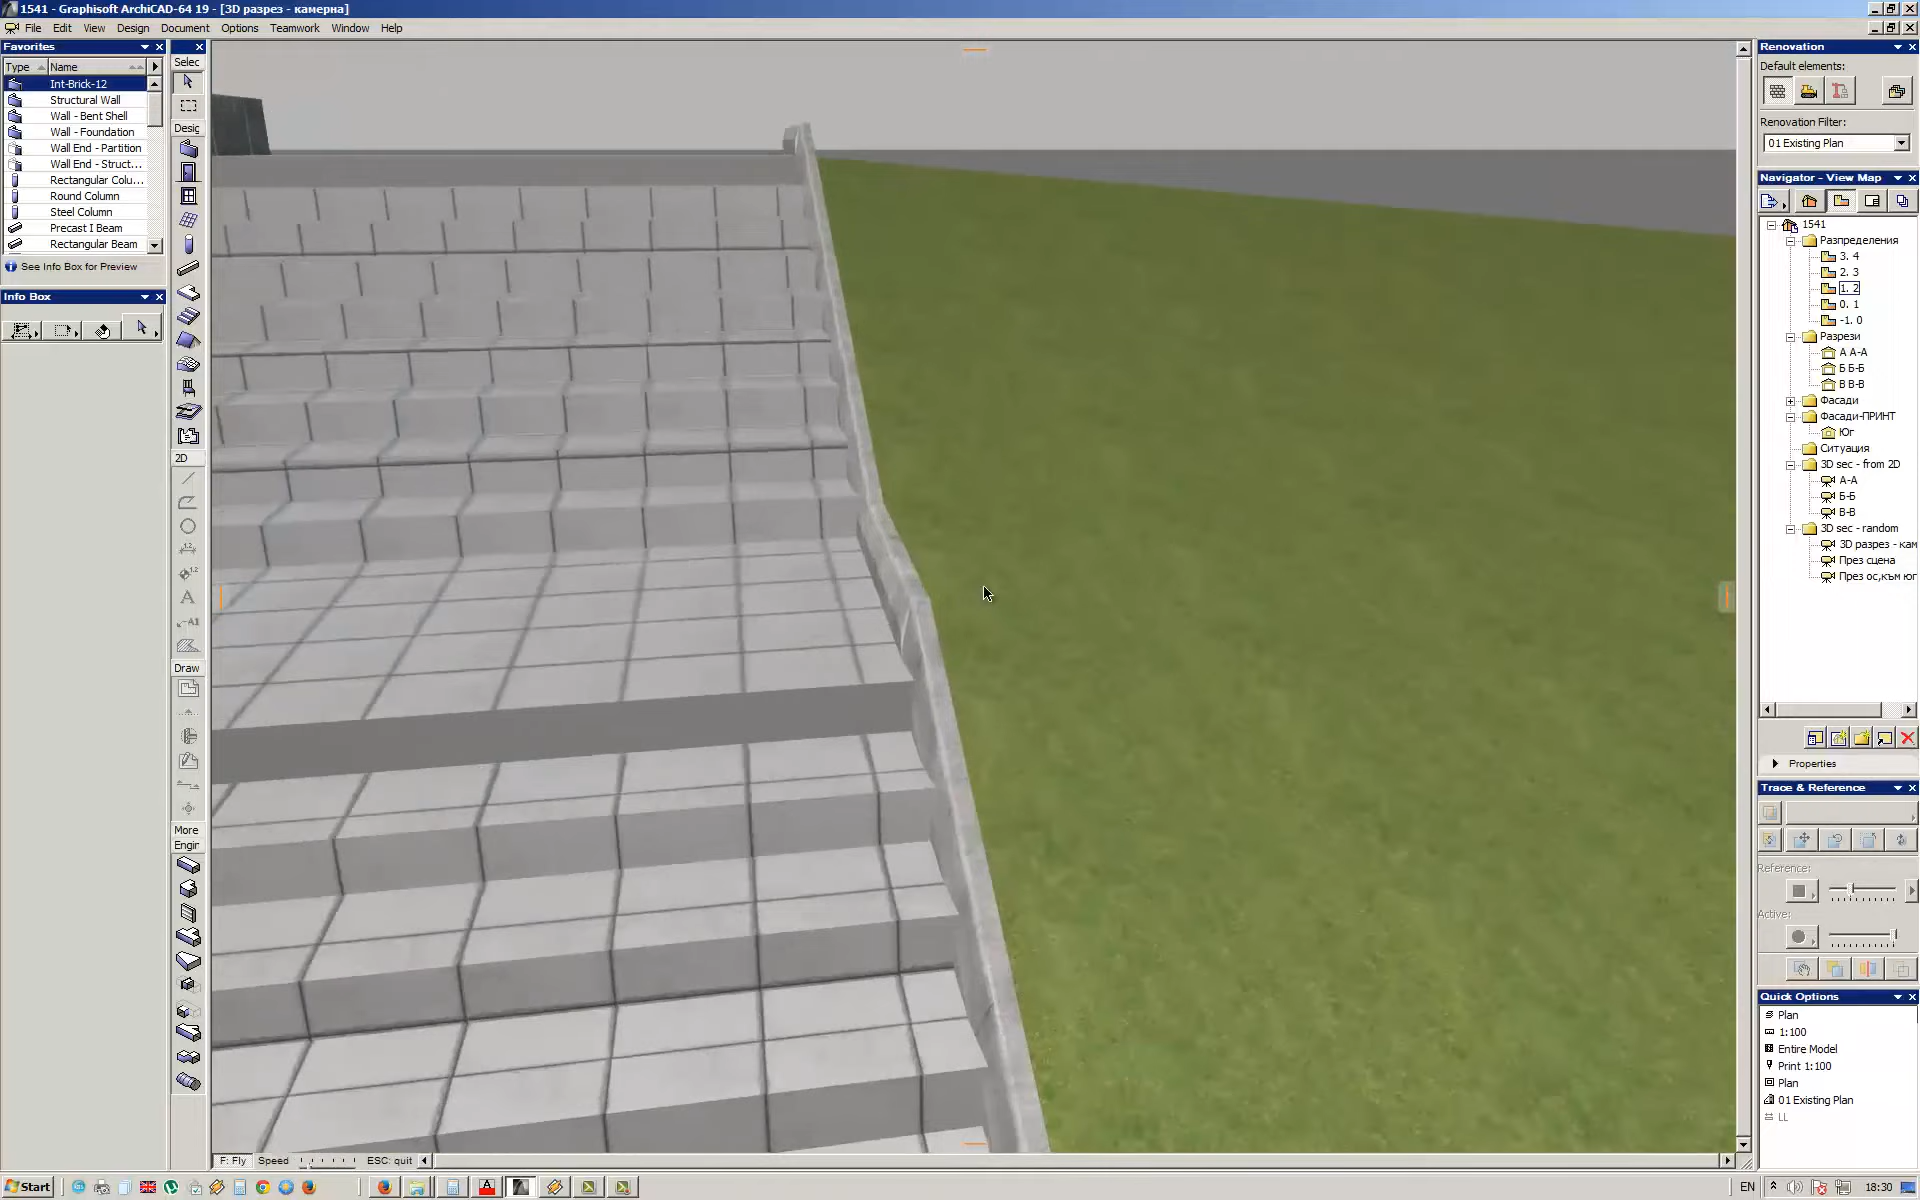 1541 - Graphisoft ArchiCAD-64 19 - [3D разрез - камерна]
File Edit View Design Document Options Teamwork Window Help
Favorites
Type Name
Int-Brick-12
Structural Wall
Wall - Bent Shell
Wall - Foundation
Wall End - Partition
Wall End - Struct...
Rectangular Colu...
Round Column
Steel Column
Precast I Beam
Rectangular Beam
See Info Box for Preview
Info Box
Selec
Desig
2D
Draw
More
Engir
F: Fly Speed ESC: quit
Renovation
Default elements:
Renovation Filter:
01 Existing Plan
Navigator - View Map
1541
Разпределения
3. 4
2. 3
1. 2
0. 1
-1. 0
Разрези
А А-А
Б Б-Б
В В-В
Фасади
Фасади-ПРИНТ
Юг
Ситуация
3D sec - from 2D
А-А
Б-Б
В-В
3D sec - random
3D разрез - кам
През сцена
През ос,към юг
Properties
Trace & Reference
Reference:
Active:
Quick Options
Plan
1:100
Entire Model
Print 1:100
Plan
01 Existing Plan
LL
Start
EN 18:30